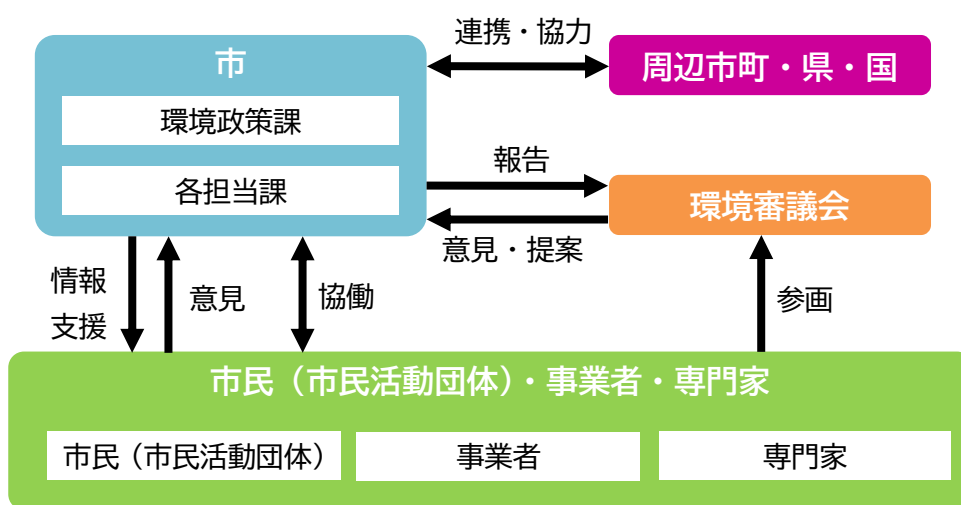 連携・協力
市
周辺市町・県・国
環境政策課
報告
各担当課
環境審議会
意見・提案
情報
支援
意見
協働
参画
市民（市民活動団体）・事業者・専門家
市民（市民活動団体）
事業者
専門家